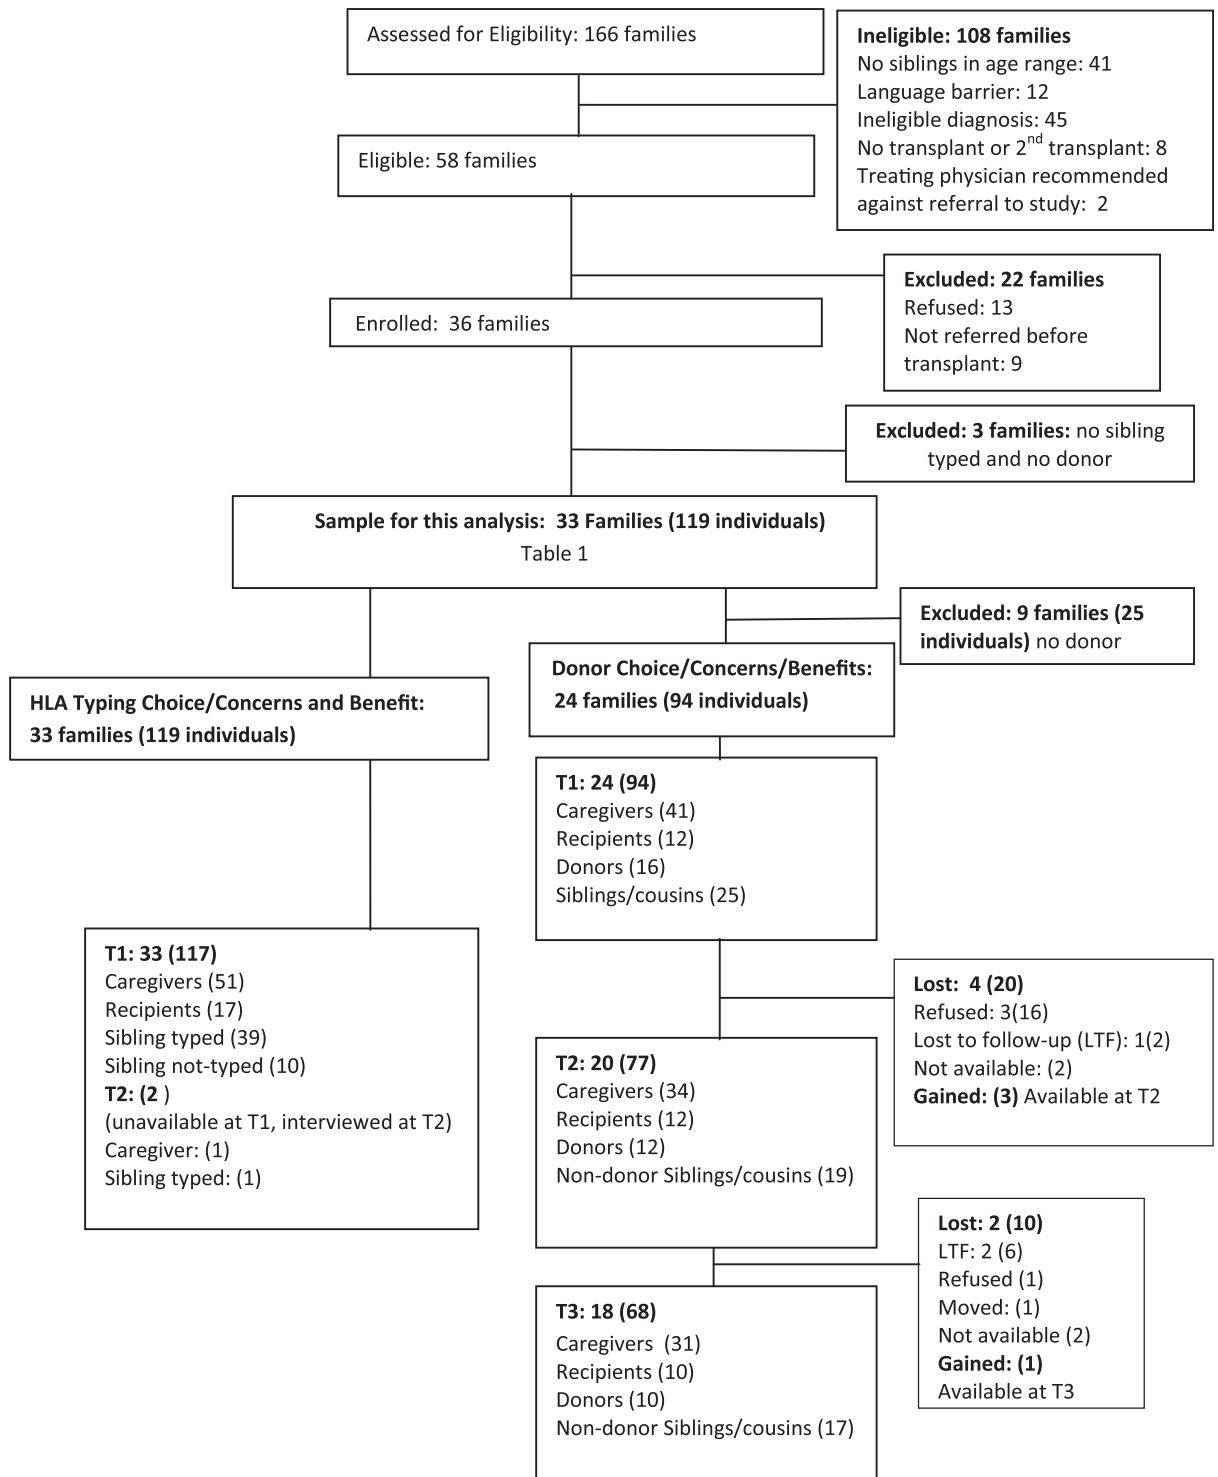 Assessed for Eligibility: 166 families
Ineligible: 108 families
No siblings in age range: 41
Language barrier: 12
Ineligible diagnosis: 45
No transplant or 2nd transplant: 8
Treating physician recommended
against referral to study:  2
Eligible: 58 families
Excluded: 22 families
Refused: 13
Not referred before
transplant: 9
Enrolled:  36 families
Excluded: 3 families: no sibling
typed and no donor
Sample for this analysis:  33 Families (119 individuals)
Table 1
Excluded: 9 families (25
individuals) no donor
HLA Typing Choice/Concerns and Benefit:
33 families (119 individuals)
Donor Choice/Concerns/Benefits:
24 families (94 individuals)
T1: 24 (94)
Caregivers (41)
Recipients (12)
Donors (16)
Siblings/cousins (25)
T1: 33 (117)
Caregivers (51)
Recipients (17)
Sibling typed (39)
Sibling not-typed (10)
T2: (2 )
(unavailable at T1, interviewed at T2)
Caregiver: (1)
Sibling typed: (1)
Lost:  4 (20)
Refused: 3(16)
Lost to follow-up (LTF): 1(2)
Not available: (2)
Gained: (3) Available at T2
T2: 20 (77)
Caregivers (34)
Recipients (12)
Donors (12)
Non-donor Siblings/cousins (19)
Lost: 2 (10)
LTF: 2 (6)
Refused (1)
Moved: (1)
Not available (2)
Gained: (1)
Available at T3
T3: 18 (68)
Caregivers  (31)
Recipients (10)
Donors (10)
Non-donor Siblings/cousins (17)